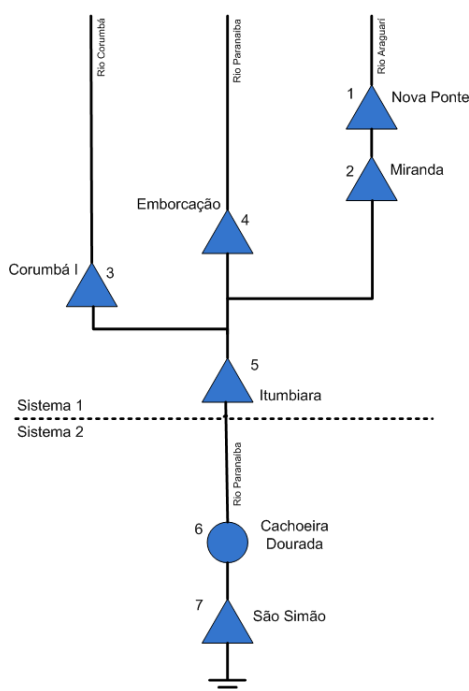 Rio Corumbá
Rio Paranaíba
Rio Araguari
1
Nova Ponte
2
Miranda
Emborcação
4
Corumbá I
3
5
Itumbiara
Sistema 1
Sistema 2
Rio Paranaíba
6
Cachoeira
Dourada
7
São Simão